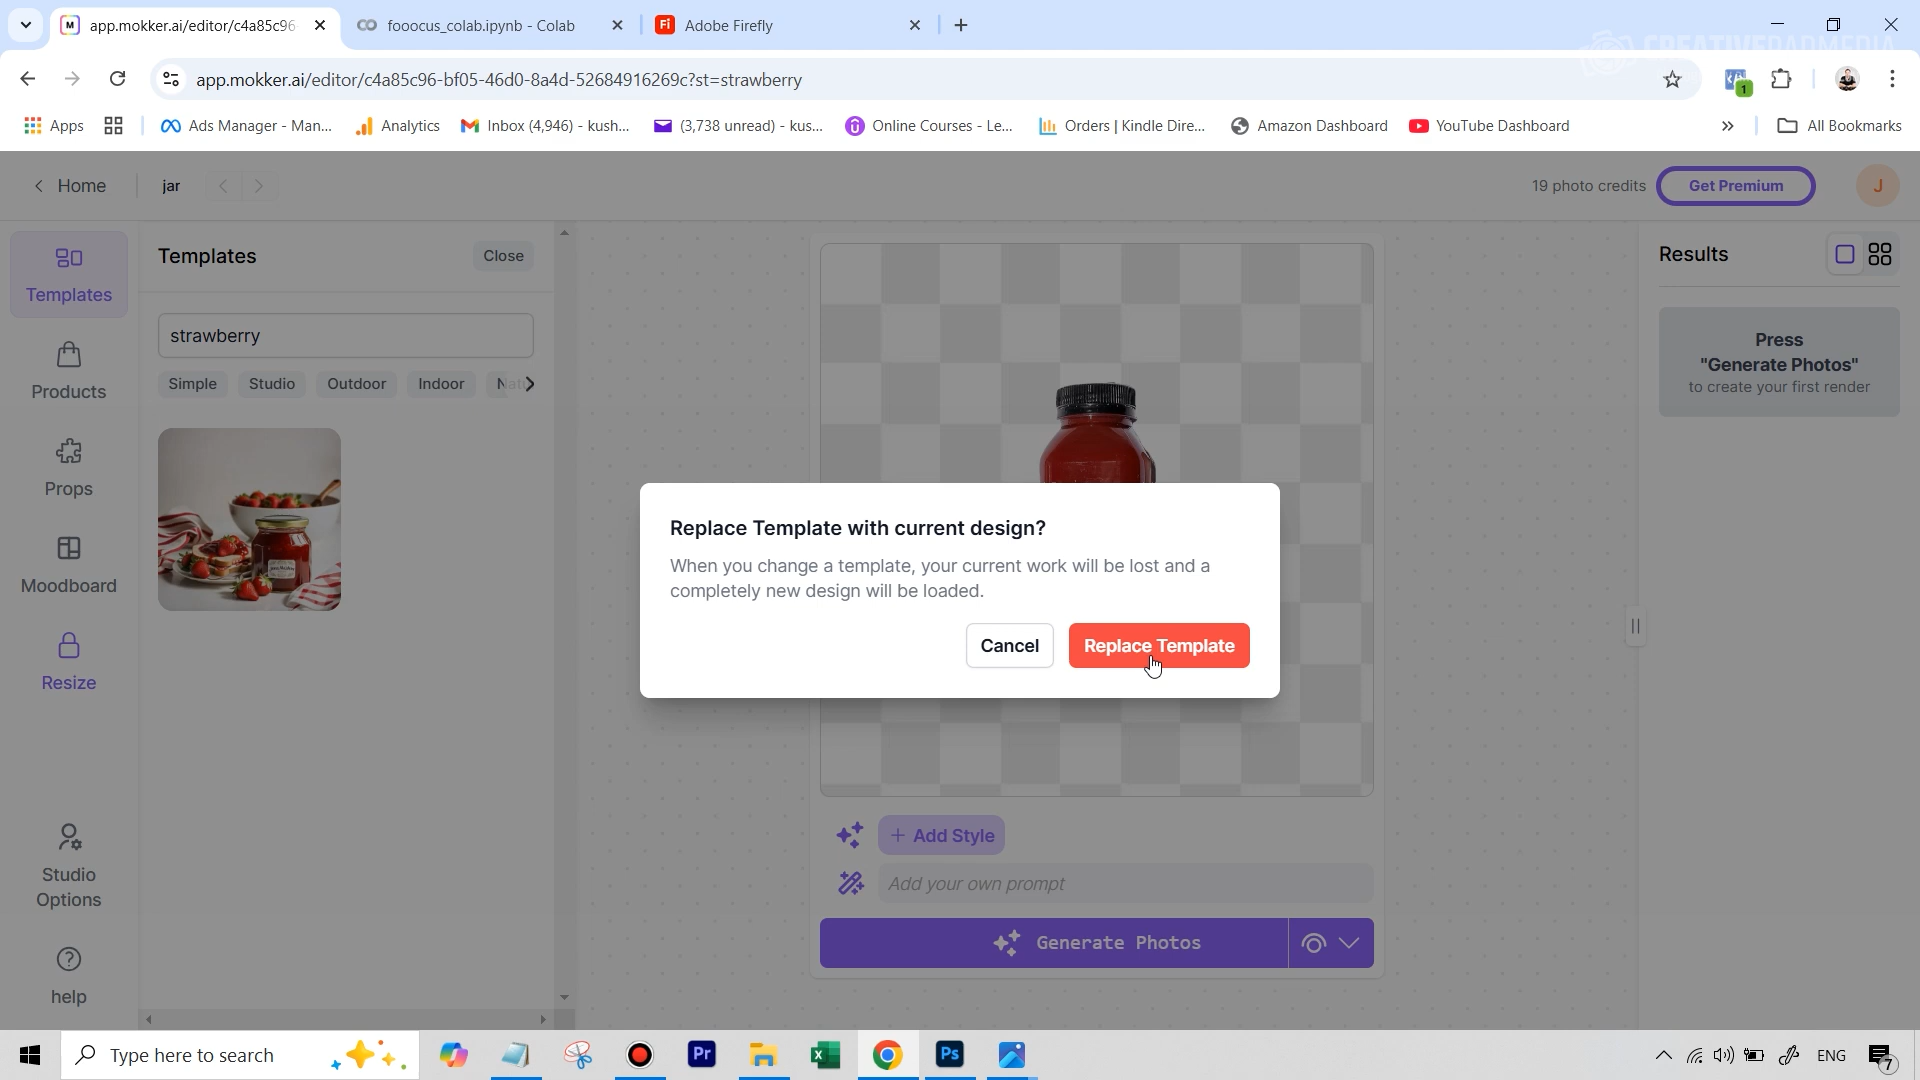 app.mokker.ai/editor/c4a85c96
fooocus_colab.ipynb - Colab
Adobe Firefly
CREATIVEDADMEDIA
app.mokker.ai/editor/c4a85c96-bf05-46d0-8a4d-52684916269c?st=strawberry
1
Apps
Ads Manager - Man...
Analytics
Inbox (4,946) - kush...
(3,738 unread) - kus...
Online Courses - Le...
Orders | Kindle Dire...
Amazon Dashboard
YouTube Dashboard
All Bookmarks
Home
jar
19 photo credits
Get Premium
J
Templates
Products
Props
Moodboard
Resize
Studio
Options
help
Templates
Close
strawberry
Simple
Studio
Outdoor
Indoor
Replace Template with current design?
When you change a template, your current work will be lost and a
completely new design will be loaded.
Cancel
Replace Template
Add Style
Add your own prompt
Generate Photos
Results
Press
"Generate Photos"
to create your first render
Type here to search
Pr
Ps
ENG
7